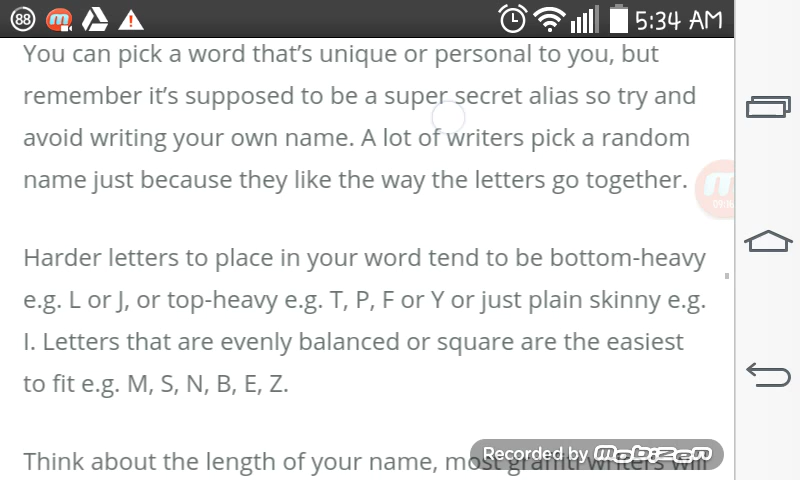 88 5:34 AM
You can pick a word that's unique or personal to you, but
remember it's supposed to be a super secret alias so try and
avoid writing your own name. A lot of writers pick a random
name just because they like the way the letters go together.
09:16
Harder letters to place in your word tend to be bottom-heavy
e.g. L or J, or top-heavy e.g. T, P, F or Y or just plain skinny e.g.
I. Letters that are evenly balanced or square are the easiest
to fit e.g. M, S, N, B, E, Z.
Think about the length of your name, most graffiti writers will
Recorded by mobizen